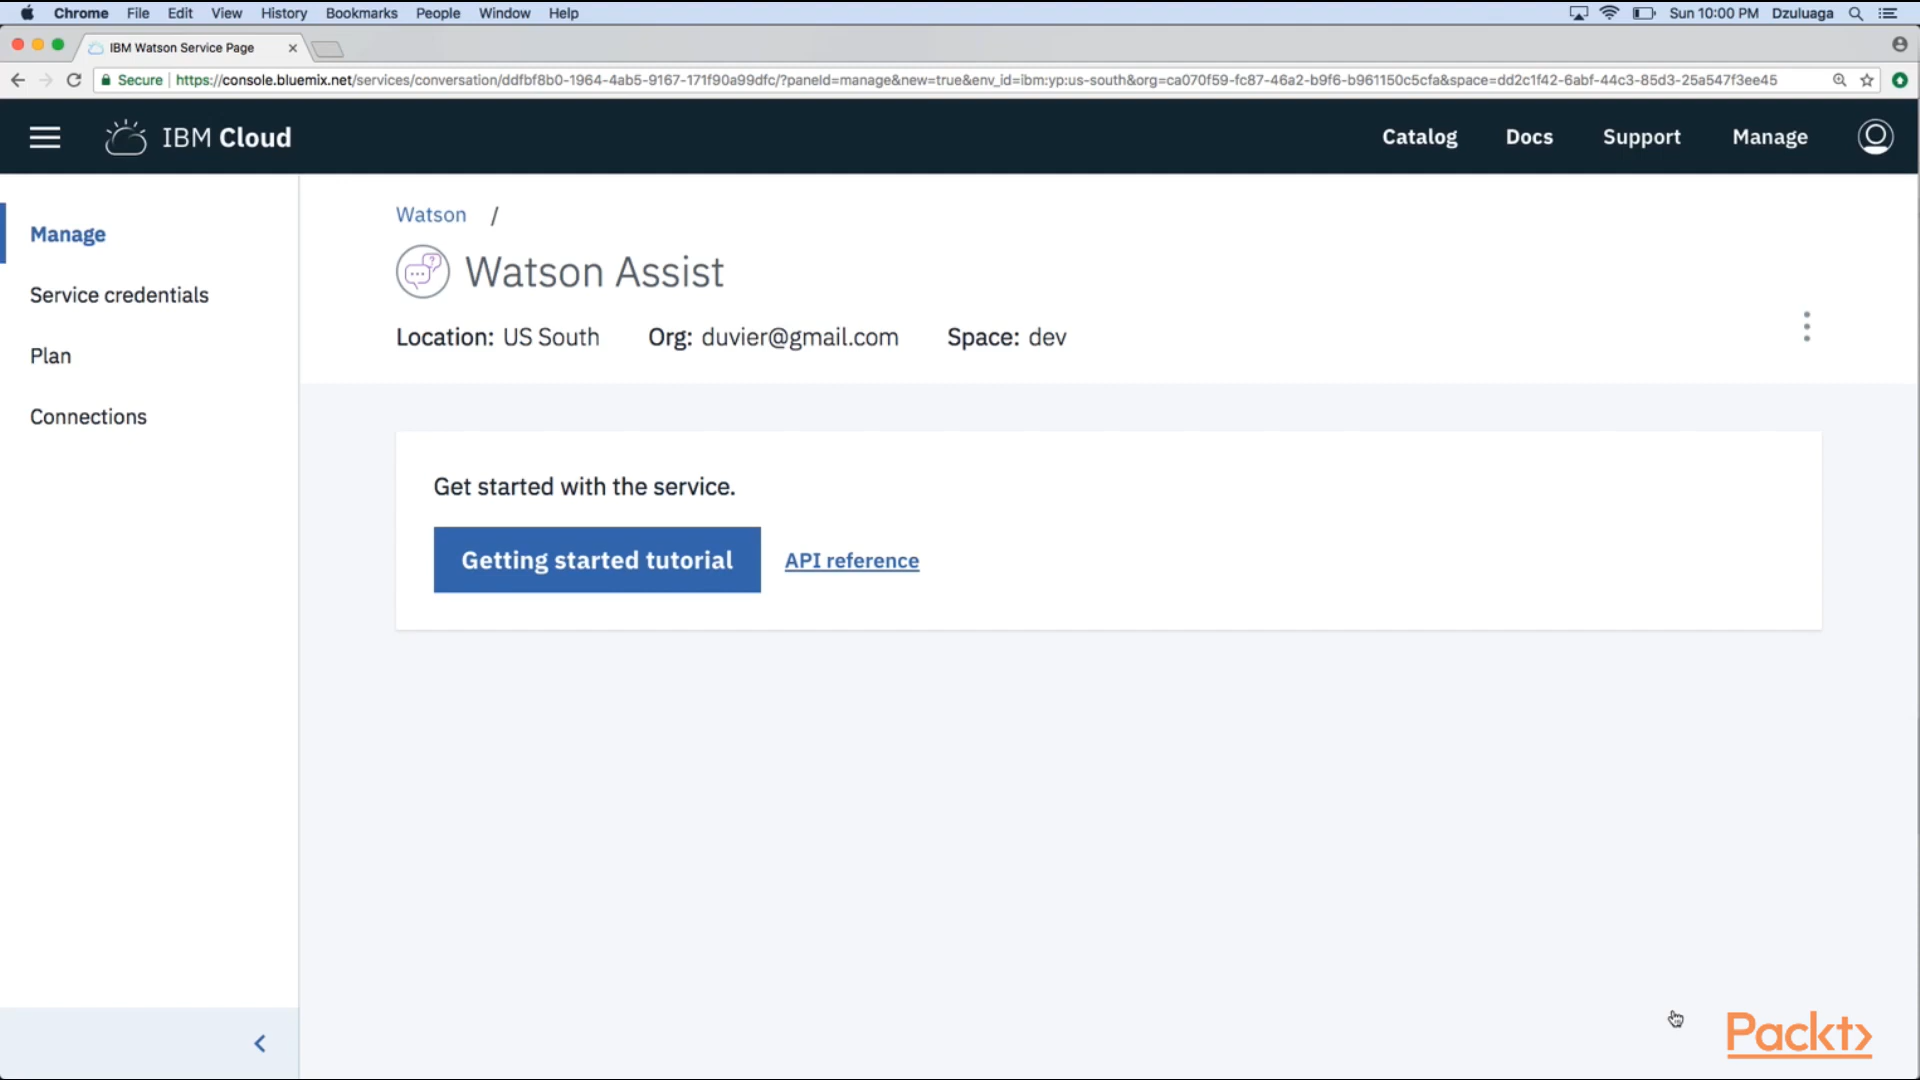 Chrome File Edit View History Bookmarks People Window Help Sun 10:00 PM Dzuluaga
IBM Watson Service Page
Secure https://console.bluemix.net/services/conversation/ddfbf8b0-1964-4ab5-9167-171f90a99dfc/?paneId=manage&new=true&env_id=ibm:yp:us-south&org=ca070f59-fc87-46a2-b9f6-b961150c5cfa&space=dd2c1f42-6abf-44c3-85d3-25a547f3ee45
IBM Cloud Catalog Docs Support Manage
Manage
Service credentials
Plan
Connections
Watson /
Watson Assist
Location: US South Org: duvier@gmail.com Space: dev
Get started with the service.
Getting started tutorial API reference
Packt>